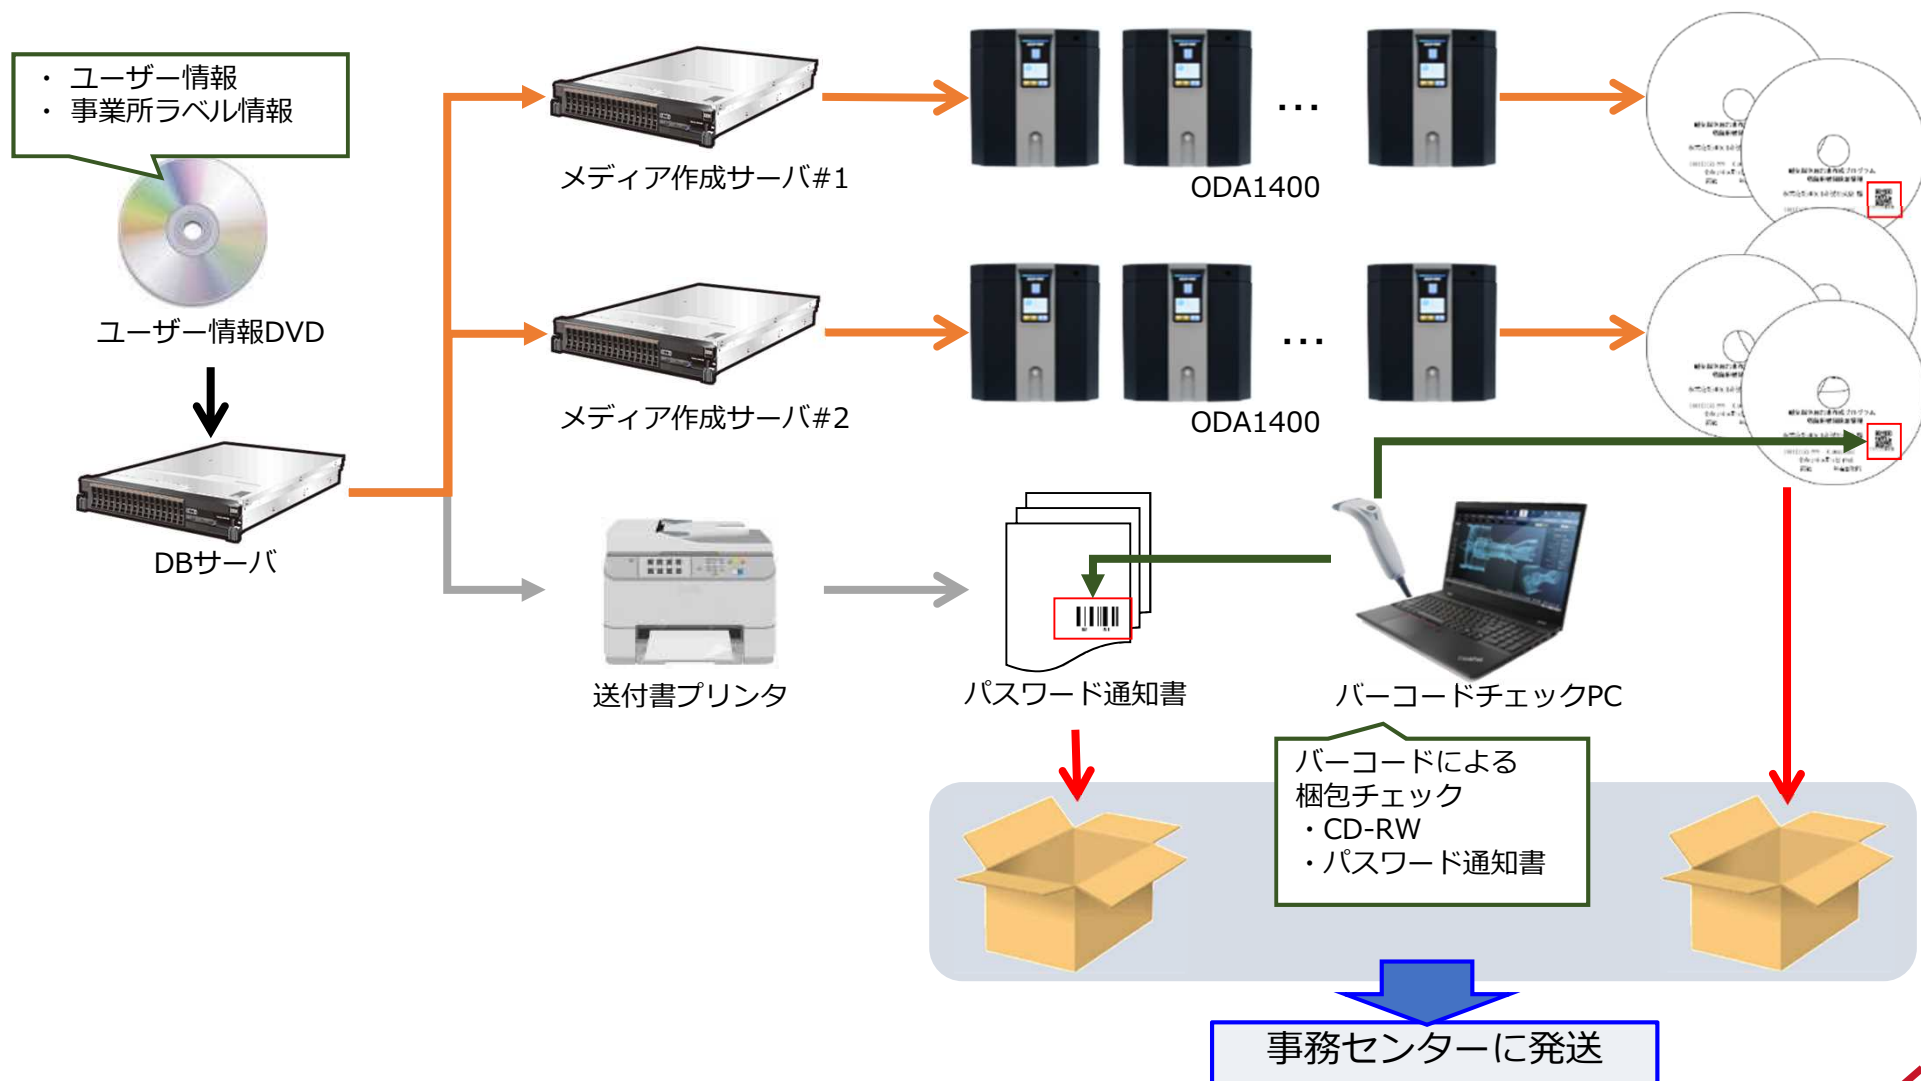 ・ ユーザー情報
・ 事業所ラベル情報
ユーザー情報DVD
DBサーバ
メディア作成サーバ#1
...
ODA1400
メディア作成サーバ#2
...
ODA1400
送付書プリンタ
パスワード通知書
バーコードチェックPC
バーコードによる
梱包チェック
・CD-RW
・パスワード通知書
事務センターに発送